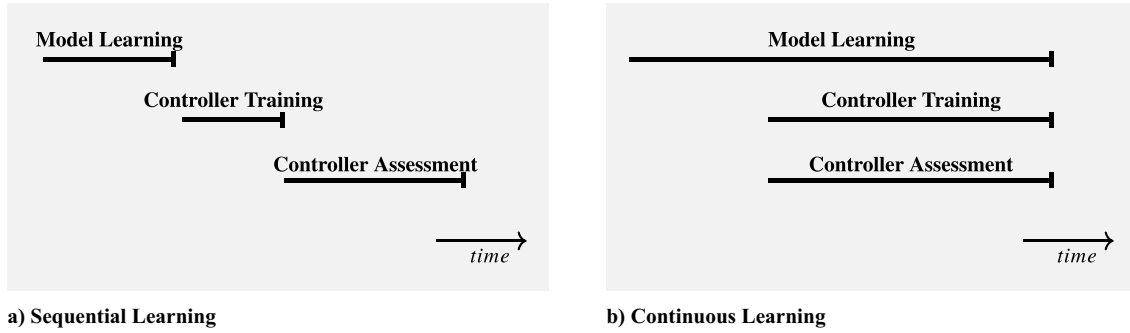 Model Learning
Controller Training
Controller Assessment
time
a) Sequential Learning
Model Learning
Controller Training
Controller Assessment
time
b) Continuous Learning